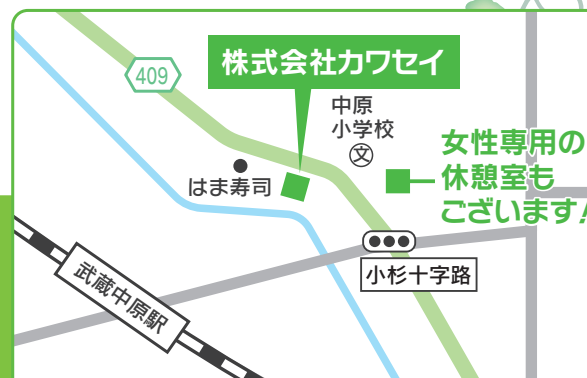 409
株式会社カワセイ
中原
小学校
文
はま寿司
女性専用の
休憩室も
ございます!
小杉十字路
武蔵中原駅